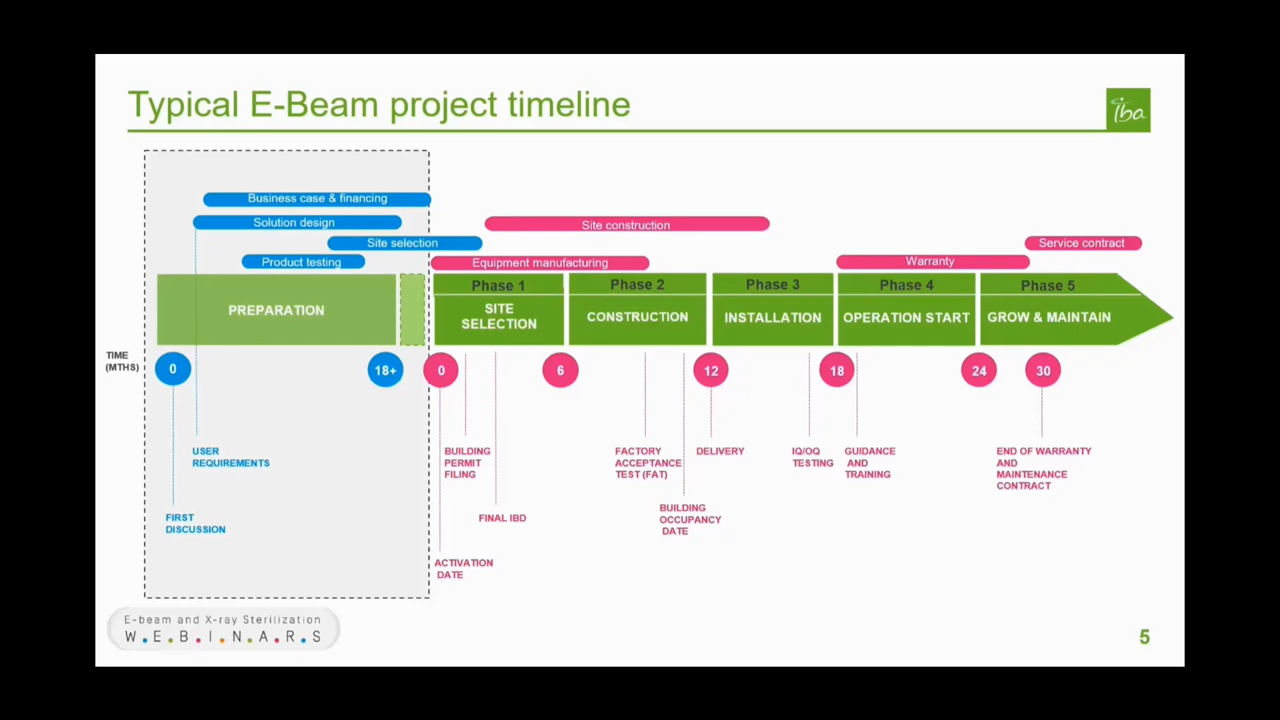 Typical E-Beam project timeline
iba
Business case & financing
Solution design
Site construction
Site selection
Service contract
Product testing
Equipment manufacturing
Warranty
PREPARATION
Phase 1
SITE
SELECTION
Phase 2
CONSTRUCTION
Phase 3
INSTALLATION
Phase 4
OPERATION START
Phase 5
GROW & MAINTAIN
TIME
(MTHS)
0
18+
0
6
12
18
24
30
USER
REQUIREMENTS
BUILDING
PERMIT
FILING
FACTORY
ACCEPTANCE
TEST (FAT)
DELIVERY
IQ/OQ
TESTING
GUIDANCE
AND
TRAINING
END OF WARRANTY
AND
MAINTENANCE
CONTRACT
FIRST
DISCUSSION
FINAL IBD
BUILDING
OCCUPANCY
DATE
ACTIVATION
DATE
E-beam and X-ray Sterilization
W.E.B.I.N.A.R.S
5